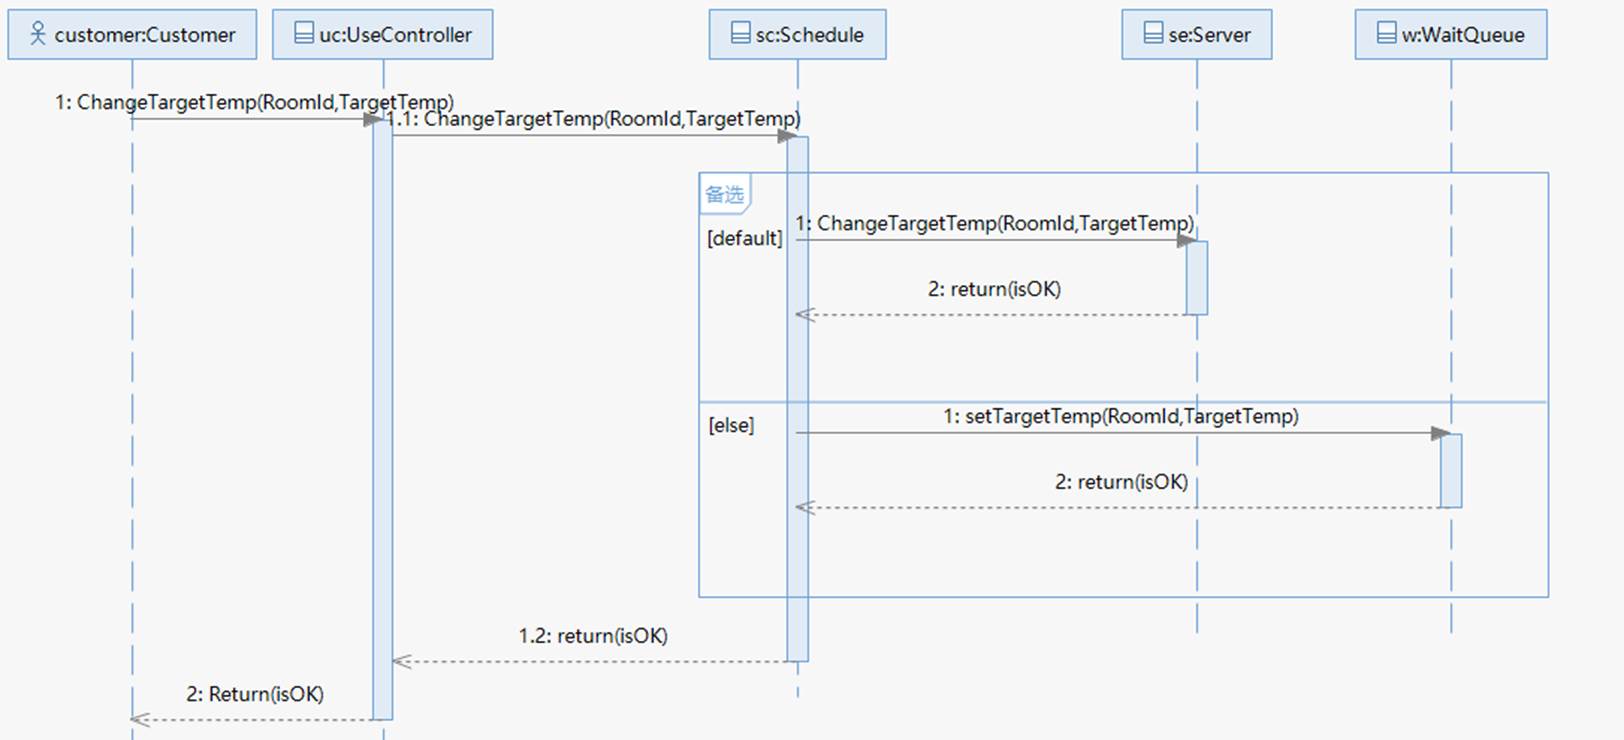 customer:Customer
uc:UseController
sc:Schedule
se:Server
w:WaitQueue
1: ChangeTargetTemp(RoomId,TargetTemp)
1.1: ChangeTargetTemp(RoomId,TargetTemp)
备选
[default]
1: ChangeTargetTemp(RoomId,TargetTemp)
2: return(isOK)
[else]
1: setTargetTemp(RoomId,TargetTemp)
2: return(isOK)
1.2: return(isOK)
2: Return(isOK)